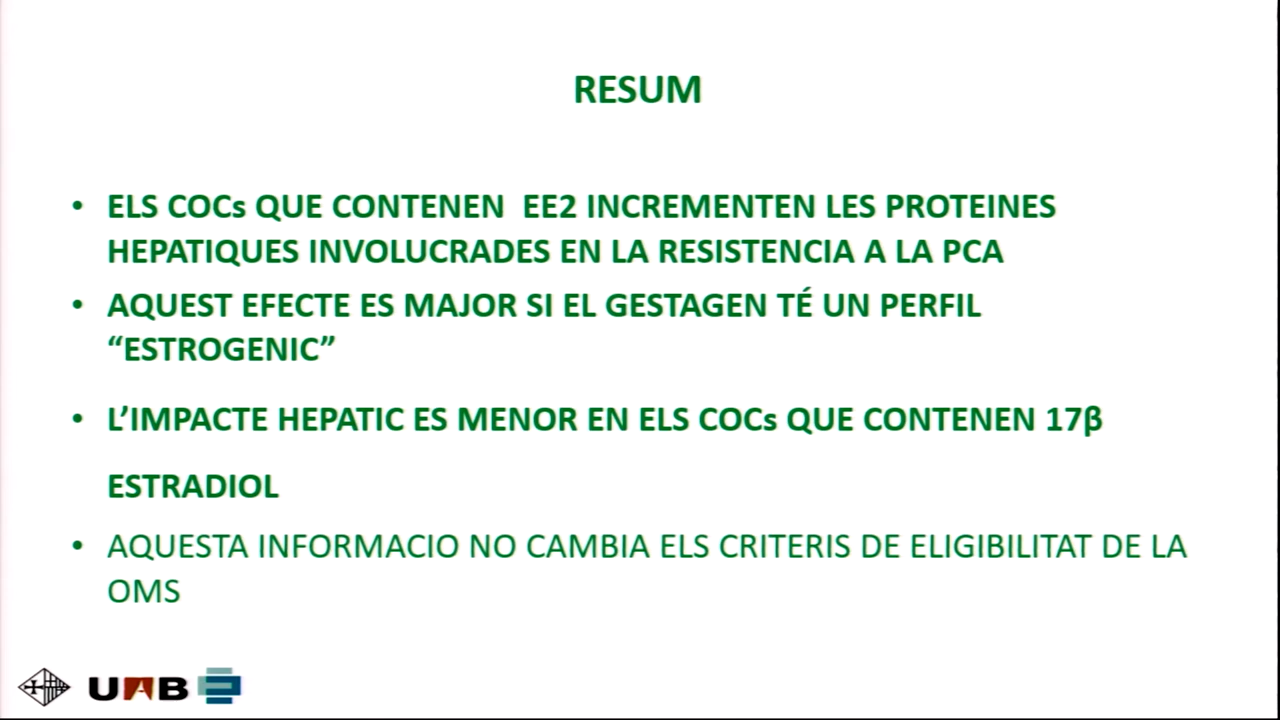 RESUM
• ELS COCs QUE CONTENEN EE2 INCREMENTEN LES PROTEINES
HEPATIQUES INVOLUCRADES EN LA RESISTENCIA A LA PCA
• AQUEST EFECTE ES MAJOR SI EL GESTAGEN TÉ UN PERFIL
“ESTROGENIC”
• L’IMPACTE HEPATIC ES MENOR EN ELS COCs QUE CONTENEN 17β
ESTRADIOL
• AQUESTA INFORMACIO NO CAMBIA ELS CRITERIS DE ELIGIBILITAT DE LA
OMS
UAB